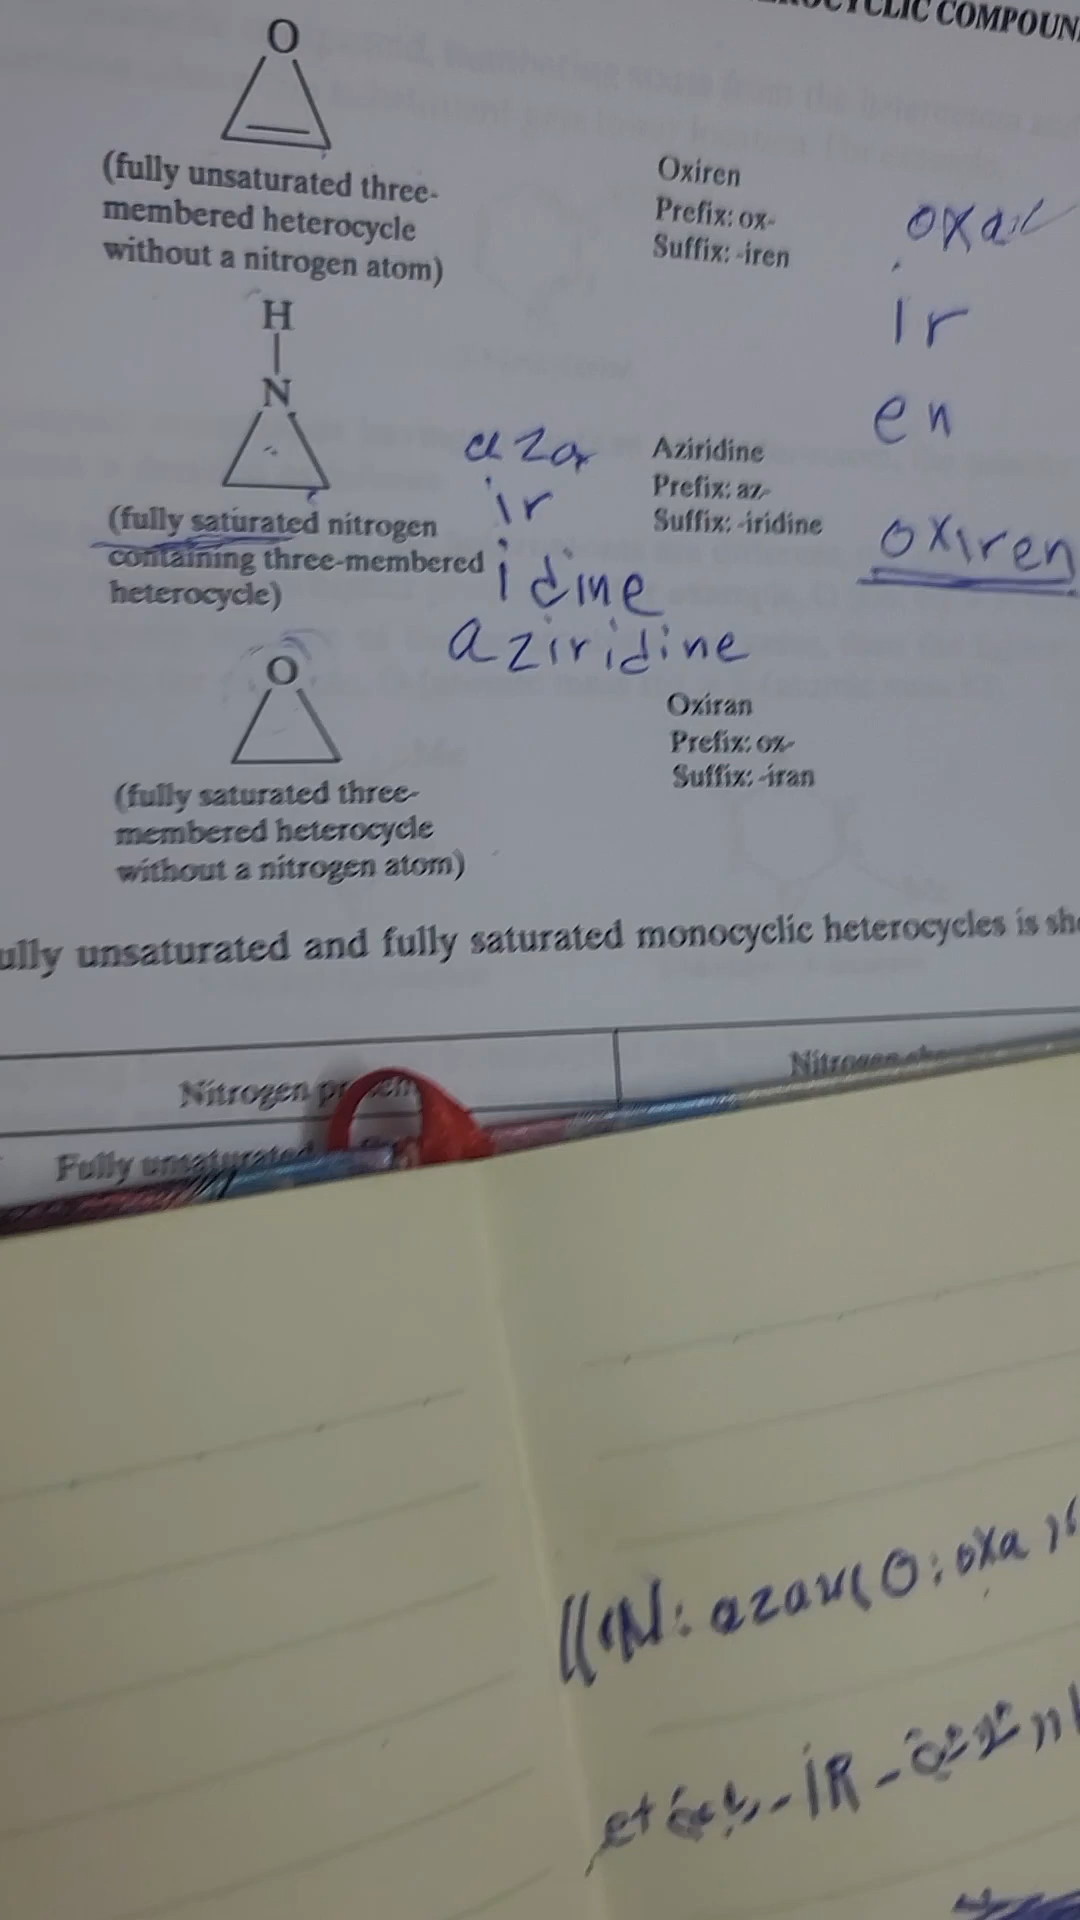 HETEROCYCLIC COMPOUN
O
(fully unsaturated three-
membered heterocycle
without a nitrogen atom)
Oxiren
Prefix: ox-
Suffix: -iren
oxa
ir
en
oxiren
H
N
(fully saturated nitrogen
containing three-membered
heterocycle)
aza
ir
idine
aziridine
Aziridine
Prefix: az-
Suffix: -iridine
O
(fully saturated three-
membered heterocycle
without a nitrogen atom)
Oxiran
Prefix: ox-
Suffix: -iran
ully unsaturated and fully saturated monocyclic heterocycles is sho
Nitrogen present
Nitrogen
Fully unsaturated
N: aza O: oxa
IR